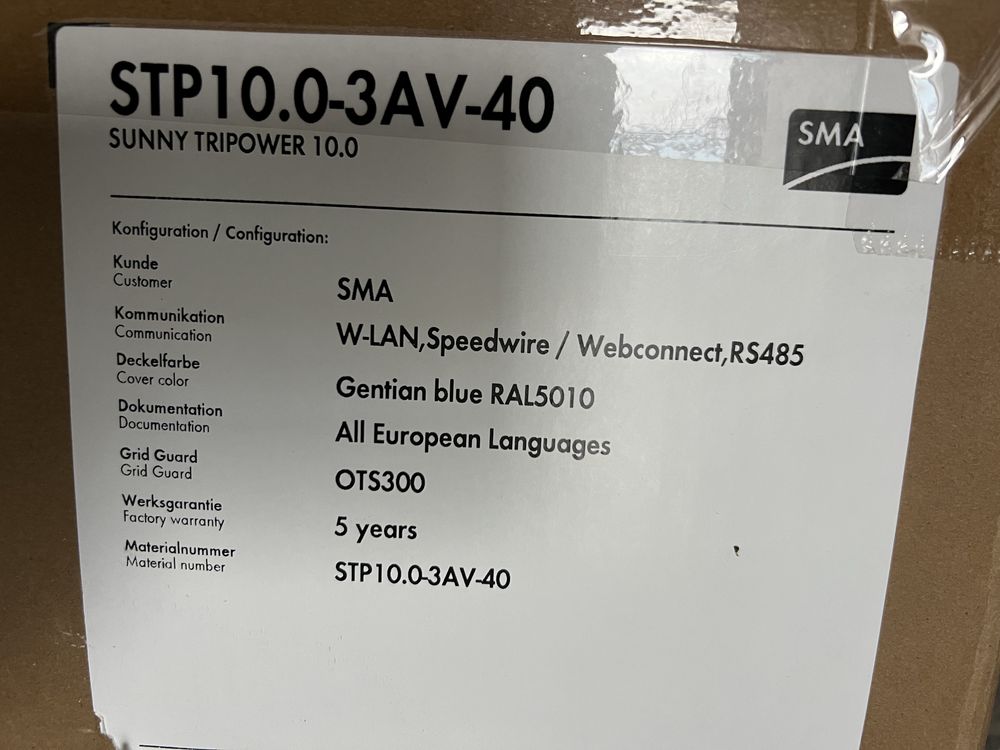 STP10.0-3AV-40
SUNNY TRIPOWER 10.0
SMA
Konfiguration / Configuration:
Kunde
Customer
SMA
Kommunikation
Communication
W-LAN,Speedwire / Webconnect,RS485
Deckelfarbe
Cover color
Gentian blue RAL5010
Dokumentation
Documentation
All European Languages
Grid Guard
Grid Guard
OTS300
Werksgarantie
Factory warranty
5 years
Materialnummer
Material number
STP10.0-3AV-40